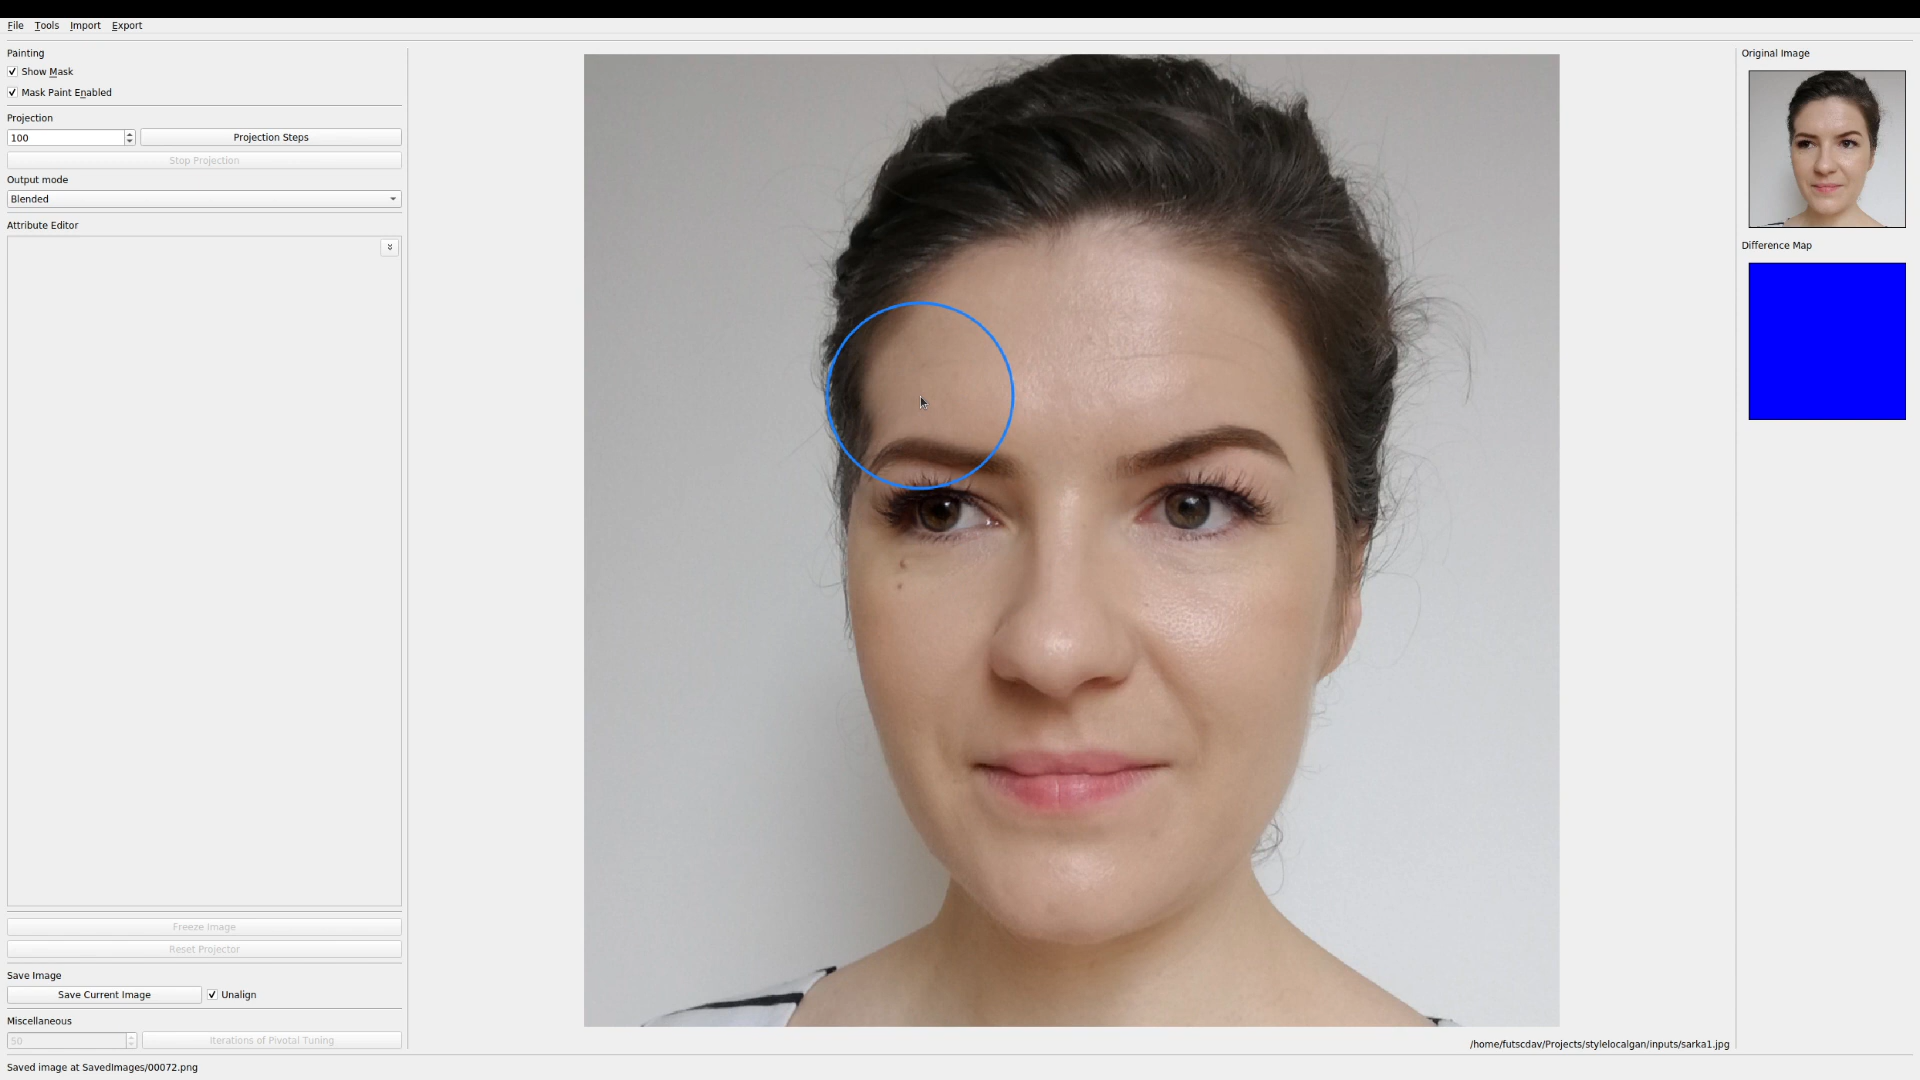 File Tools Import Export
Painting
Show Mask
Mask Paint Enabled
Projection
100 Projection Steps
Stop Projection
Output mode
Blended
Attribute Editor
Freeze Image
Reset Projector
Save Image
Save Current Image Unalign
Miscellaneous
50 Iterations of Pivotal Tuning
Saved image at SavedImages/00072.png
/home/futscdav/Projects/stylelocalgan/inputs/sarka1.jpg
Original Image
Difference Map